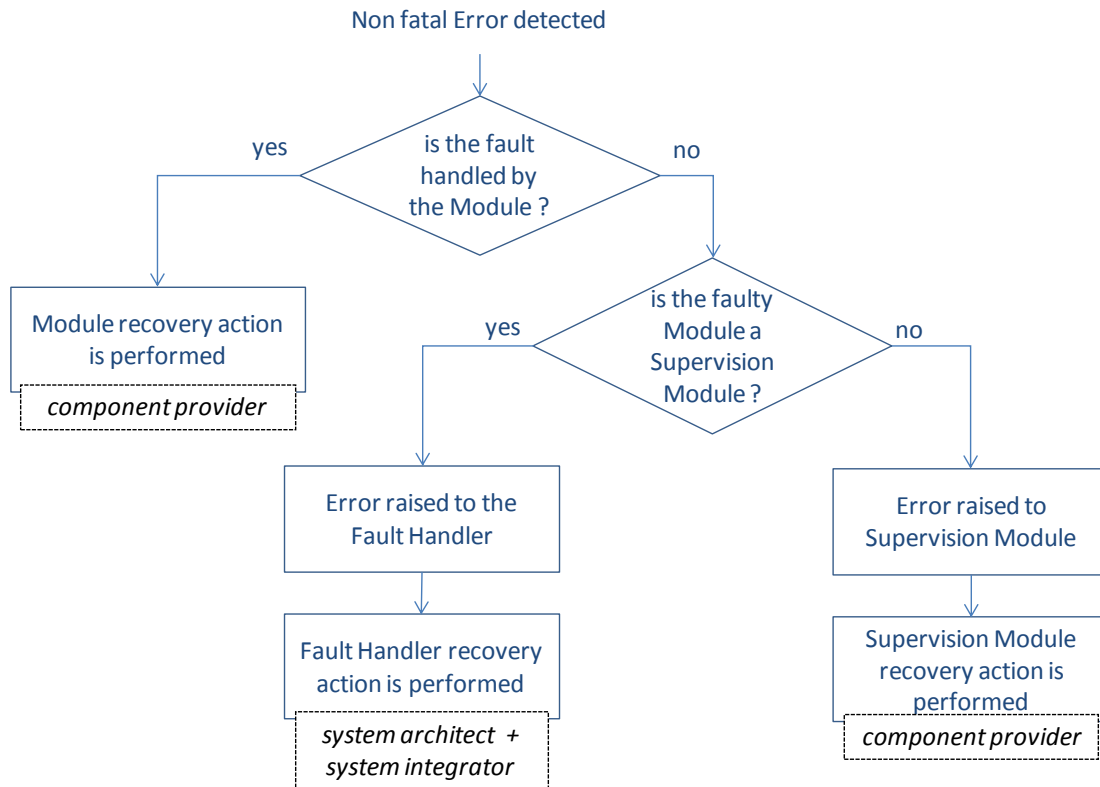 Non fatal Error detected
is the fault
handled by
the Module ?
yes
no
Module recovery action
is performed
component provider
is the faulty
Module a
Supervision
Module ?
yes
no
Error raised to the
Fault Handler
Error raised to
Supervision Module
Fault Handler recovery
action is performed
system architect +
system integrator
Supervision Module
recovery action is
performed
component provider